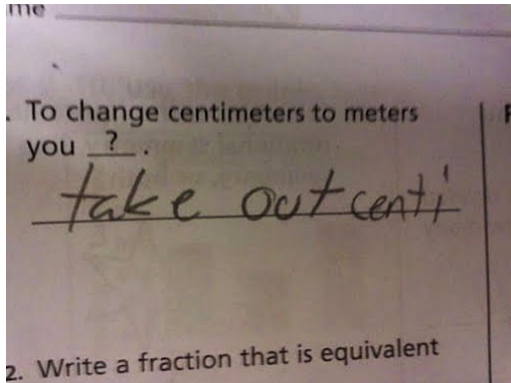 me
. To change centimeters to meters
you ? .
take out centi
2. Write a fraction that is equivalent